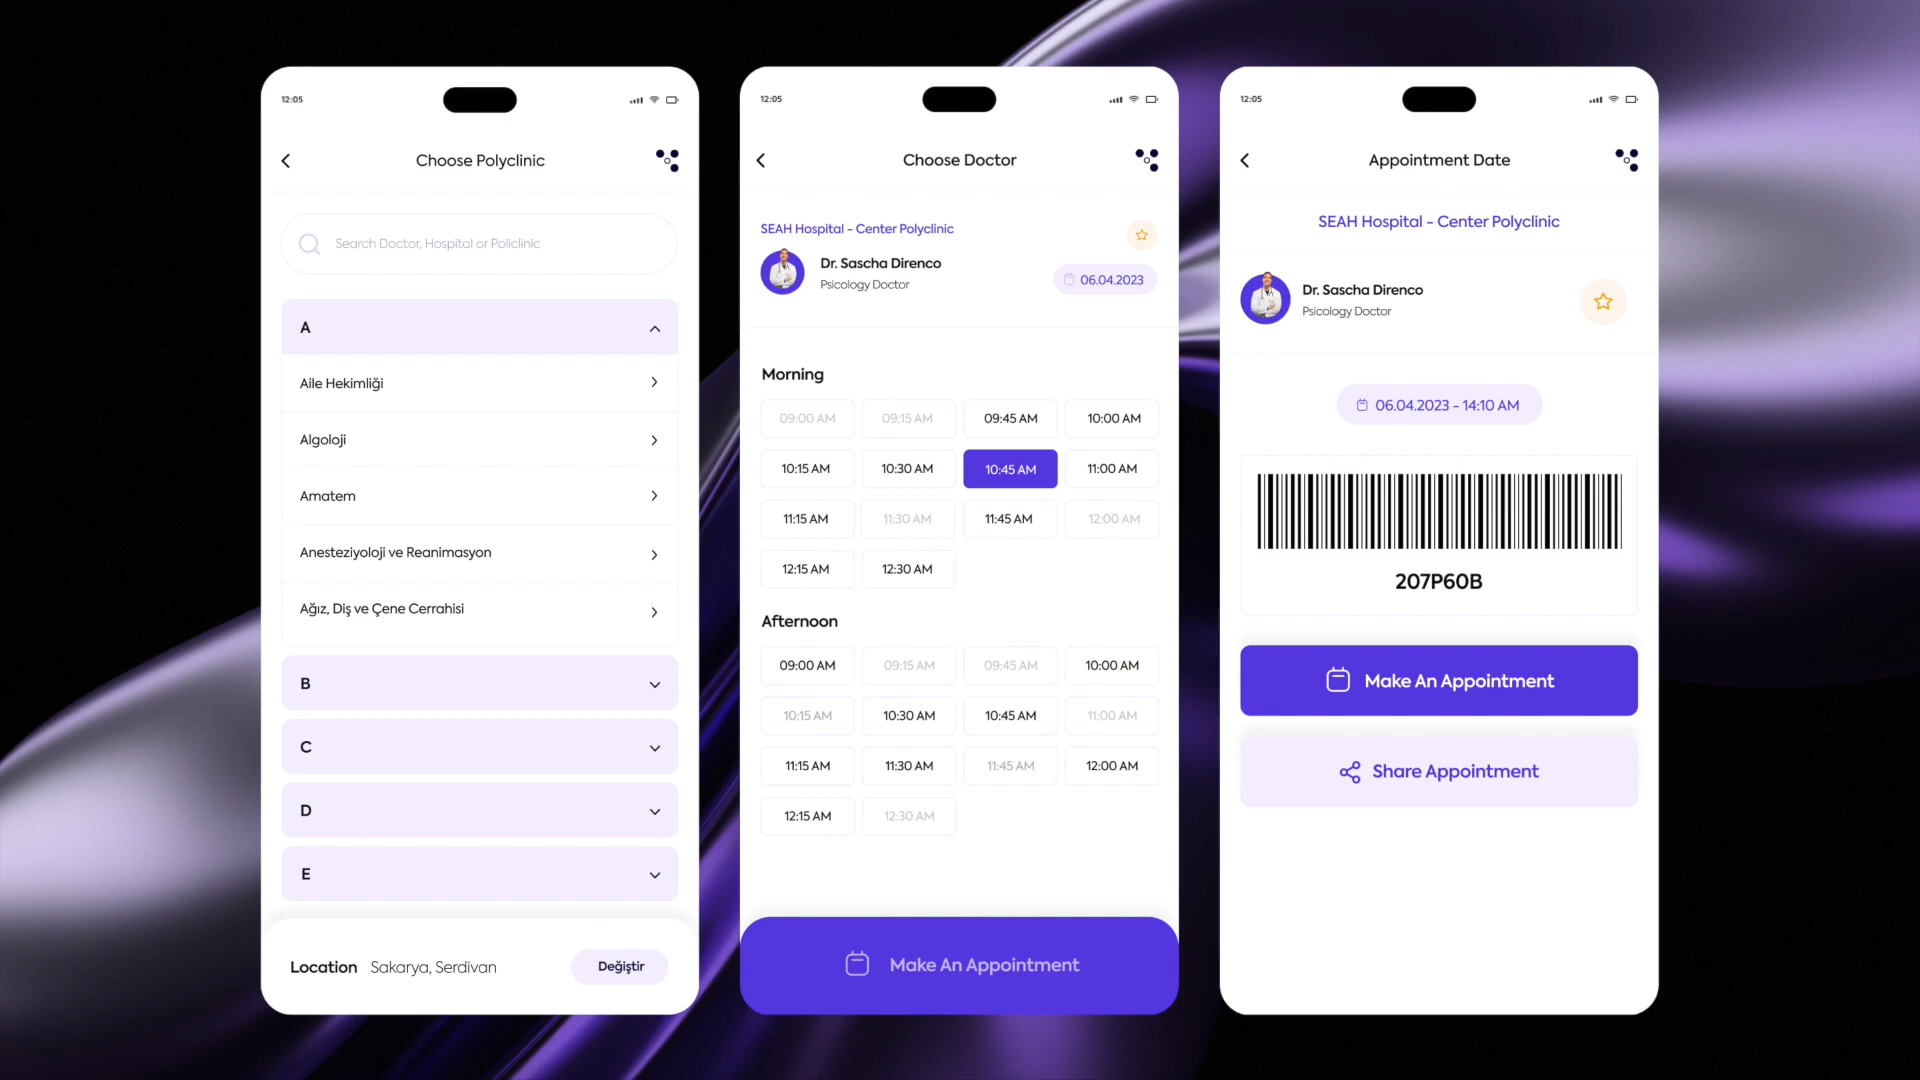 12:05
Choose Polyclinic
Search Doctor, Hospital or Policlinic
A
Aile Hekimliği
Algoloji
Amatem
Anesteziyoloji ve Reanimasyon
Ağız, Diş ve Çene Cerrahisi
B
C
D
E
Location Sakarya, Serdivan Değiştir
12:05
Choose Doctor
SEAH Hospital - Center Polyclinic
Dr. Sascha Direnco
Psicology Doctor
06.04.2023
Morning
09:00 AM 09:15 AM 09:45 AM 10:00 AM
10:15 AM 10:30 AM 10:45 AM 11:00 AM
11:15 AM 11:30 AM 11:45 AM 12:00 AM
12:15 AM 12:30 AM
Afternoon
09:00 AM 09:15 AM 09:45 AM 10:00 AM
10:15 AM 10:30 AM 10:45 AM 11:00 AM
11:15 AM 11:30 AM 11:45 AM 12:00 AM
12:15 AM 12:30 AM
Make An Appointment
12:05
Appointment Date
SEAH Hospital - Center Polyclinic
Dr. Sascha Direnco
Psicology Doctor
06.04.2023 - 14:10 AM
207P60B
Make An Appointment
Share Appointment